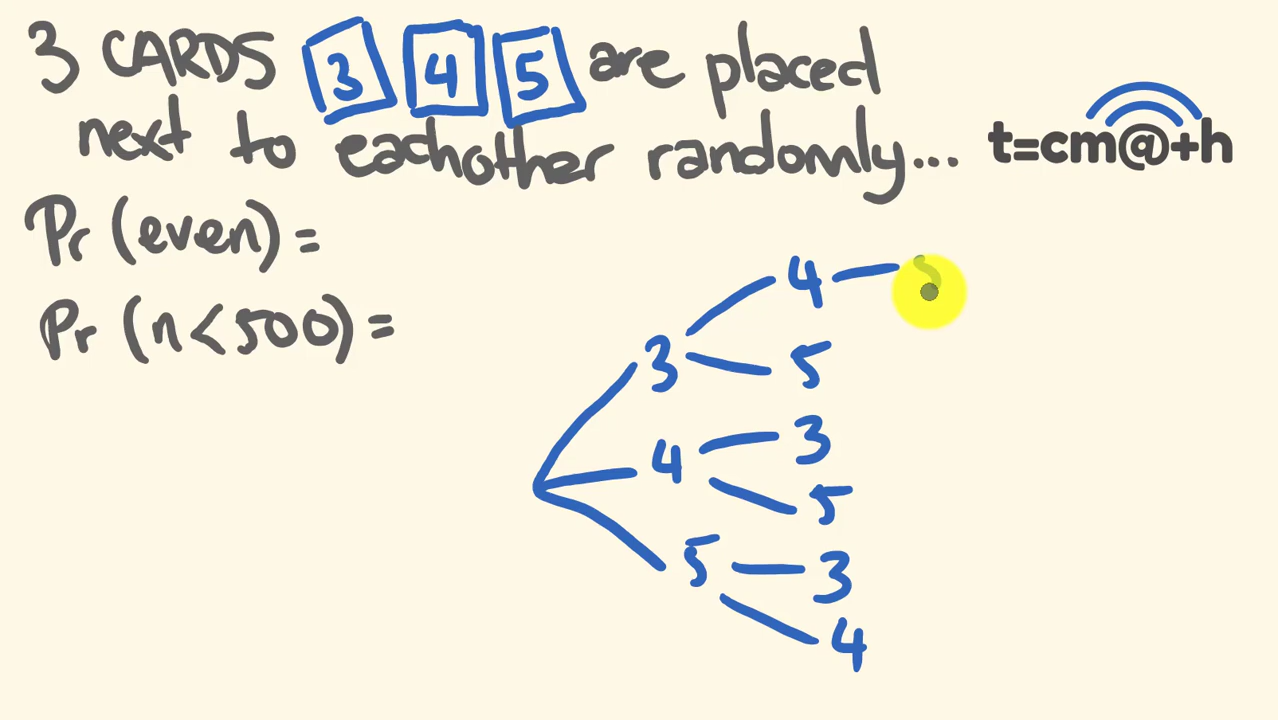 3 CARDS 3 4 5 are placed
next to eachother randomly...
t=cm@+h
Pr (even) =
Pr (n < 500) =
4
3
5
3
4
5
5
3
4